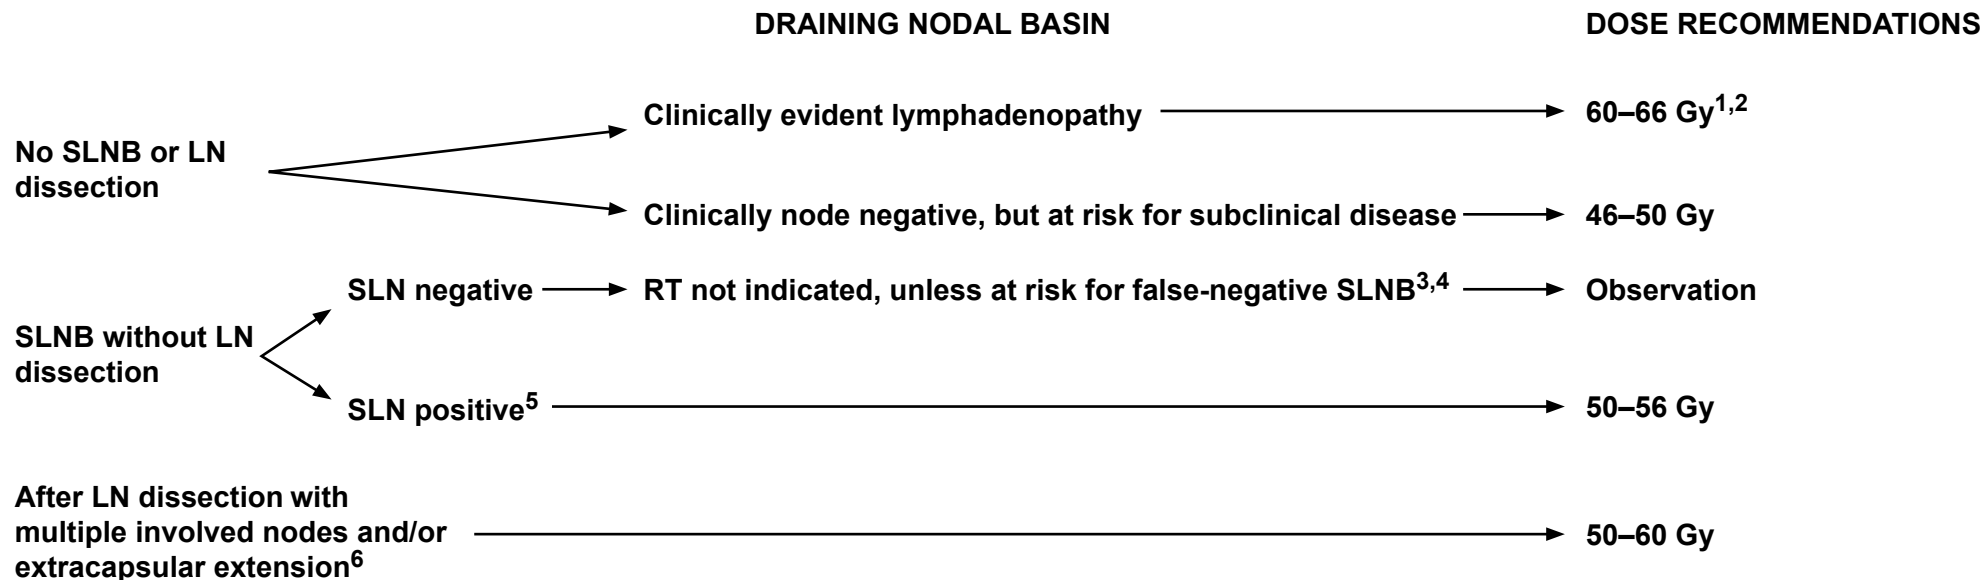 DRAINING NODAL BASIN
DOSE RECOMMENDATIONS
No SLNB or LN
dissection
Clinically evident lymphadenopathy
60–66 Gy1,2
Clinically node negative, but at risk for subclinical disease
46–50 Gy
SLNB without LN
dissection
SLN negative
RT not indicated, unless at risk for false-negative SLNB3,4
Observation
SLN positive5
50–56 Gy
After LN dissection with
multiple involved nodes and/or
extracapsular extension6
50–60 Gy